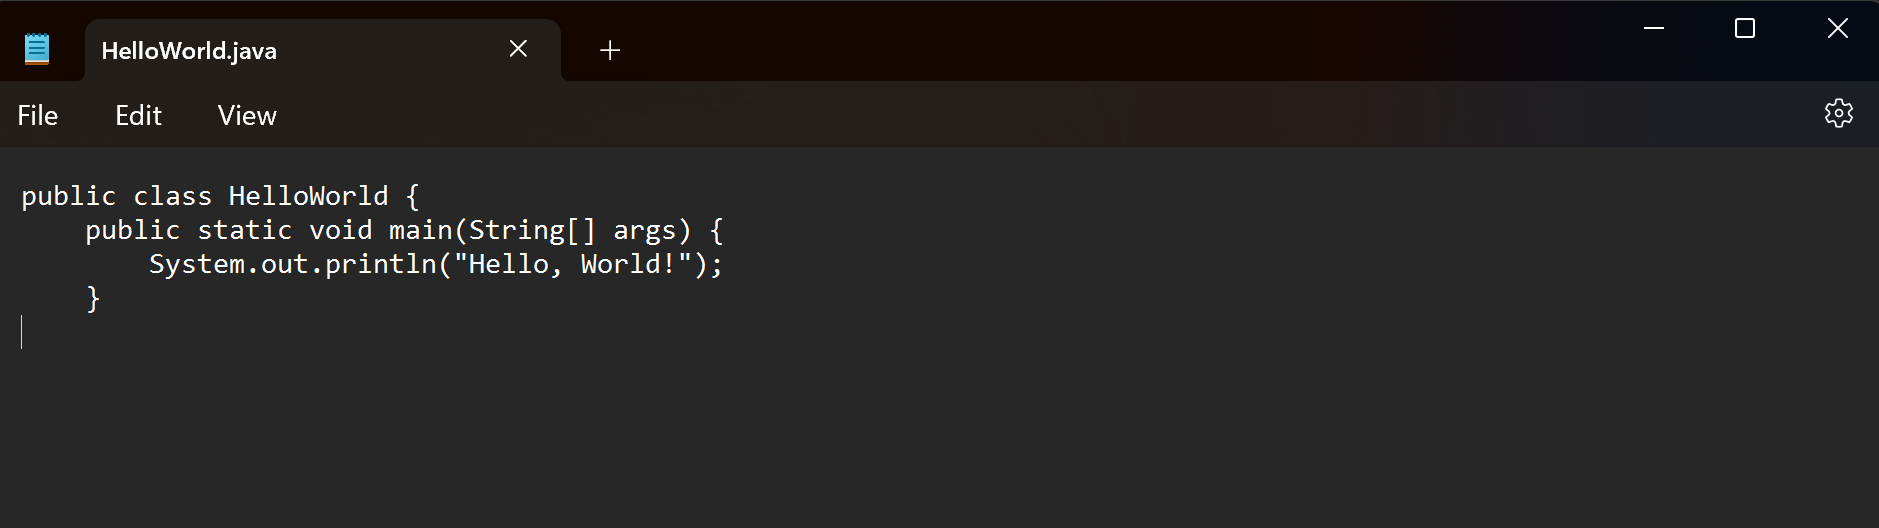 HelloWorld.java
File Edit View
public class HelloWorld {
    public static void main(String[] args) {
        System.out.println("Hello, World!");
    }